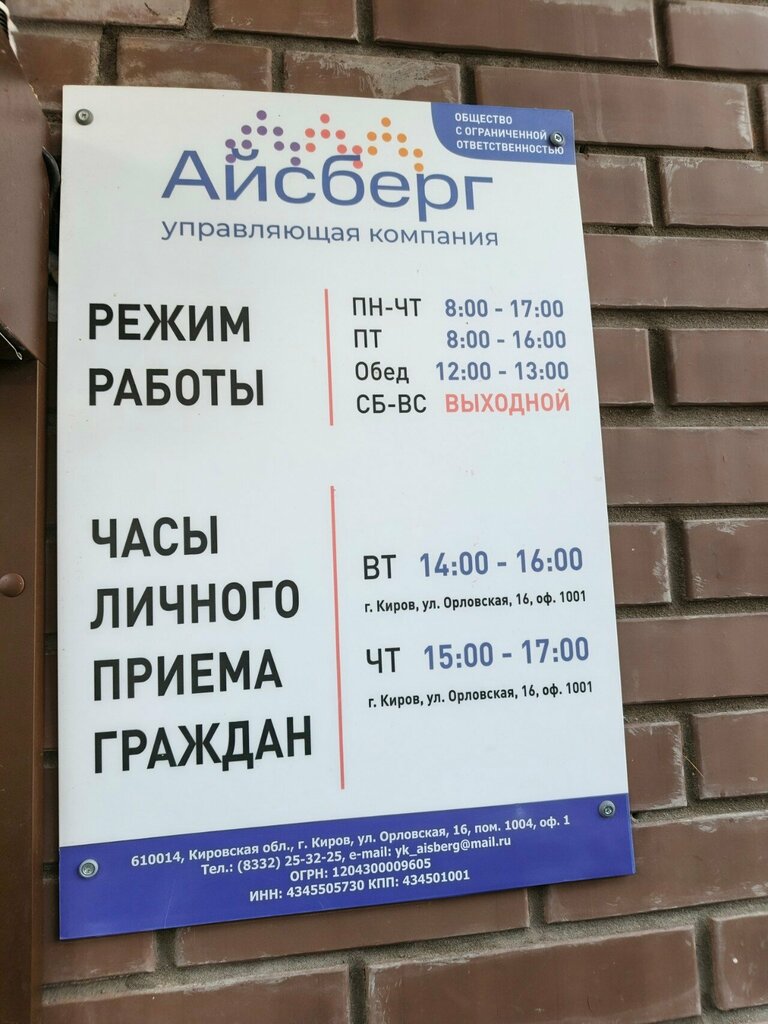 ОБЩЕСТВО
С ОГРАНИЧЕННОЙ
ОТВЕТСТВЕННОСТЬЮ
Айсберг
управляющая компания
РЕЖИМ
РАБОТЫ
ПН-ЧТ 8:00 - 17:00
ПТ 8:00 - 16:00
Обед 12:00 - 13:00
СБ-ВС ВЫХОДНОЙ
ЧАСЫ
ЛИЧНОГО
ПРИЕМА
ГРАЖДАН
ВТ 14:00 - 16:00
г. Киров, ул. Орловская, 16, оф. 1001
ЧТ 15:00 - 17:00
г. Киров, ул. Орловская, 16, оф. 1001
610014, Кировская обл., г. Киров, ул. Орловская, 16, пом. 1004, оф. 1
Тел.: (8332) 25-32-25, e-mail: yk_aisberg@mail.ru
ОГРН: 1204300009605
ИНН: 4345505730 КПП: 434501001